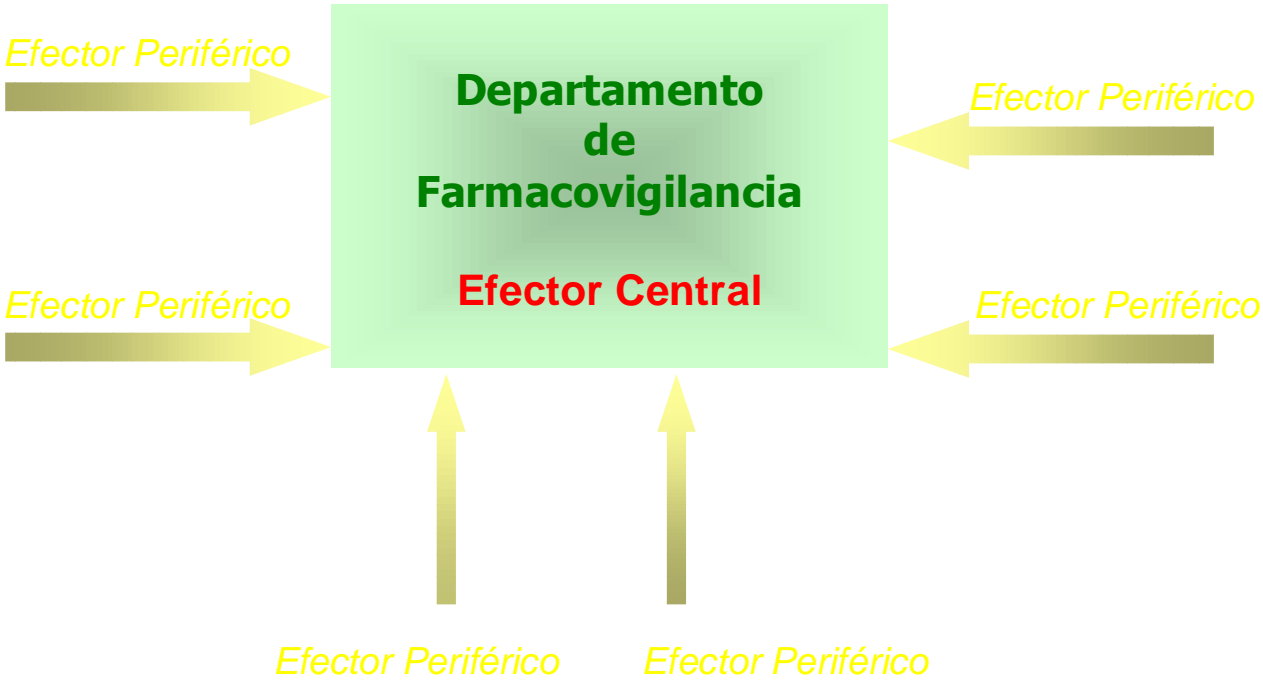 Efector Periférico
Departamento
de
Farmacovigilancia
Efector Central
Efector Periférico
Efector Periférico
Efector Periférico
Efector Periférico
Efector Periférico